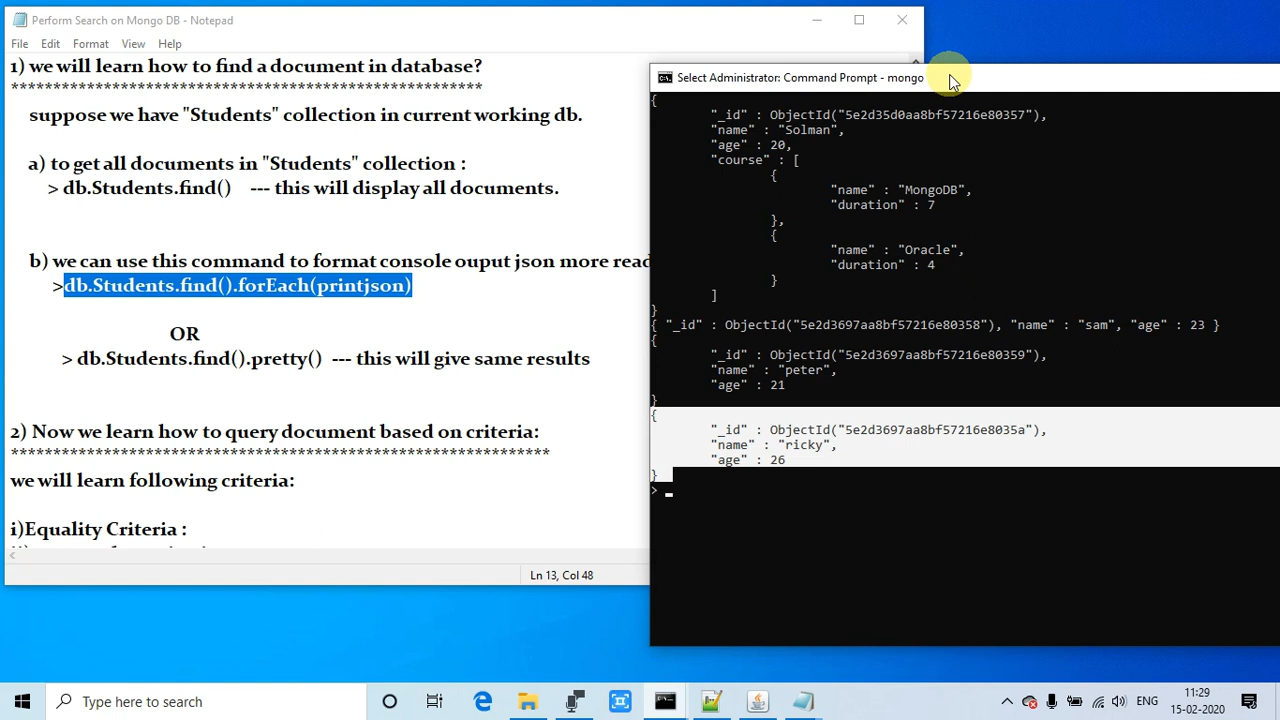 Perform Search on Mongo DB - Notepad
File Edit Format View Help
1) we will learn how to find a document in database?
********************************************************
suppose we have "Students" collection in current working db.
a) to get all documents in "Students" collection :
> db.Students.find() --- this will display all documents.
b) we can use this command to format console ouput json more read
>db.Students.find().forEach(printjson)
OR
> db.Students.find().pretty() --- this will give same results
2) Now we learn how to query document based on criteria:
****************************************************************
we will learn following criteria:
i)Equality Criteria :
Ln 13, Col 48
Select Administrator: Command Prompt - mongo
{
"_id" : ObjectId("5e2d35d0aa8bf57216e80357"),
"name" : "Solman",
"age" : 20,
"course" : [
{
"name" : "MongoDB",
"duration" : 7
},
{
"name" : "Oracle",
"duration" : 4
}
]
}
{ "_id" : ObjectId("5e2d3697aa8bf57216e80358"), "name" : "sam", "age" : 23 }
{
"_id" : ObjectId("5e2d3697aa8bf57216e80359"),
"name" : "peter",
"age" : 21
}
{
"_id" : ObjectId("5e2d3697aa8bf57216e8035a"),
"name" : "ricky",
"age" : 26
}
>
Type here to search
ENG
11:29
15-02-2020